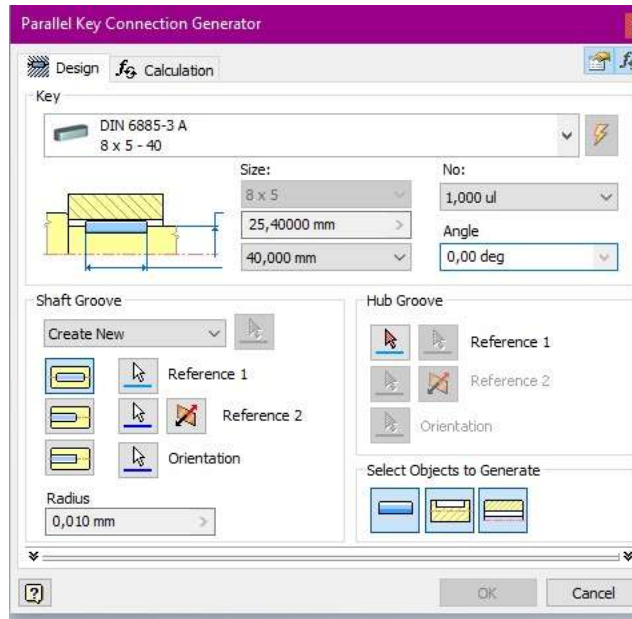 Parallel Key Connection Generator
Design
Calculation
Key
DIN 6885-3 A
8 x 5 - 40
Size:
No:
8 x 5
1,000 ul
25,40000 mm
Angle
40,000 mm
0,00 deg
Shaft Groove
Hub Groove
Create New
Reference 1
Reference 1
Reference 2
Reference 2
Orientation
Orientation
Select Objects to Generate
Radius
0,010 mm
OK
Cancel